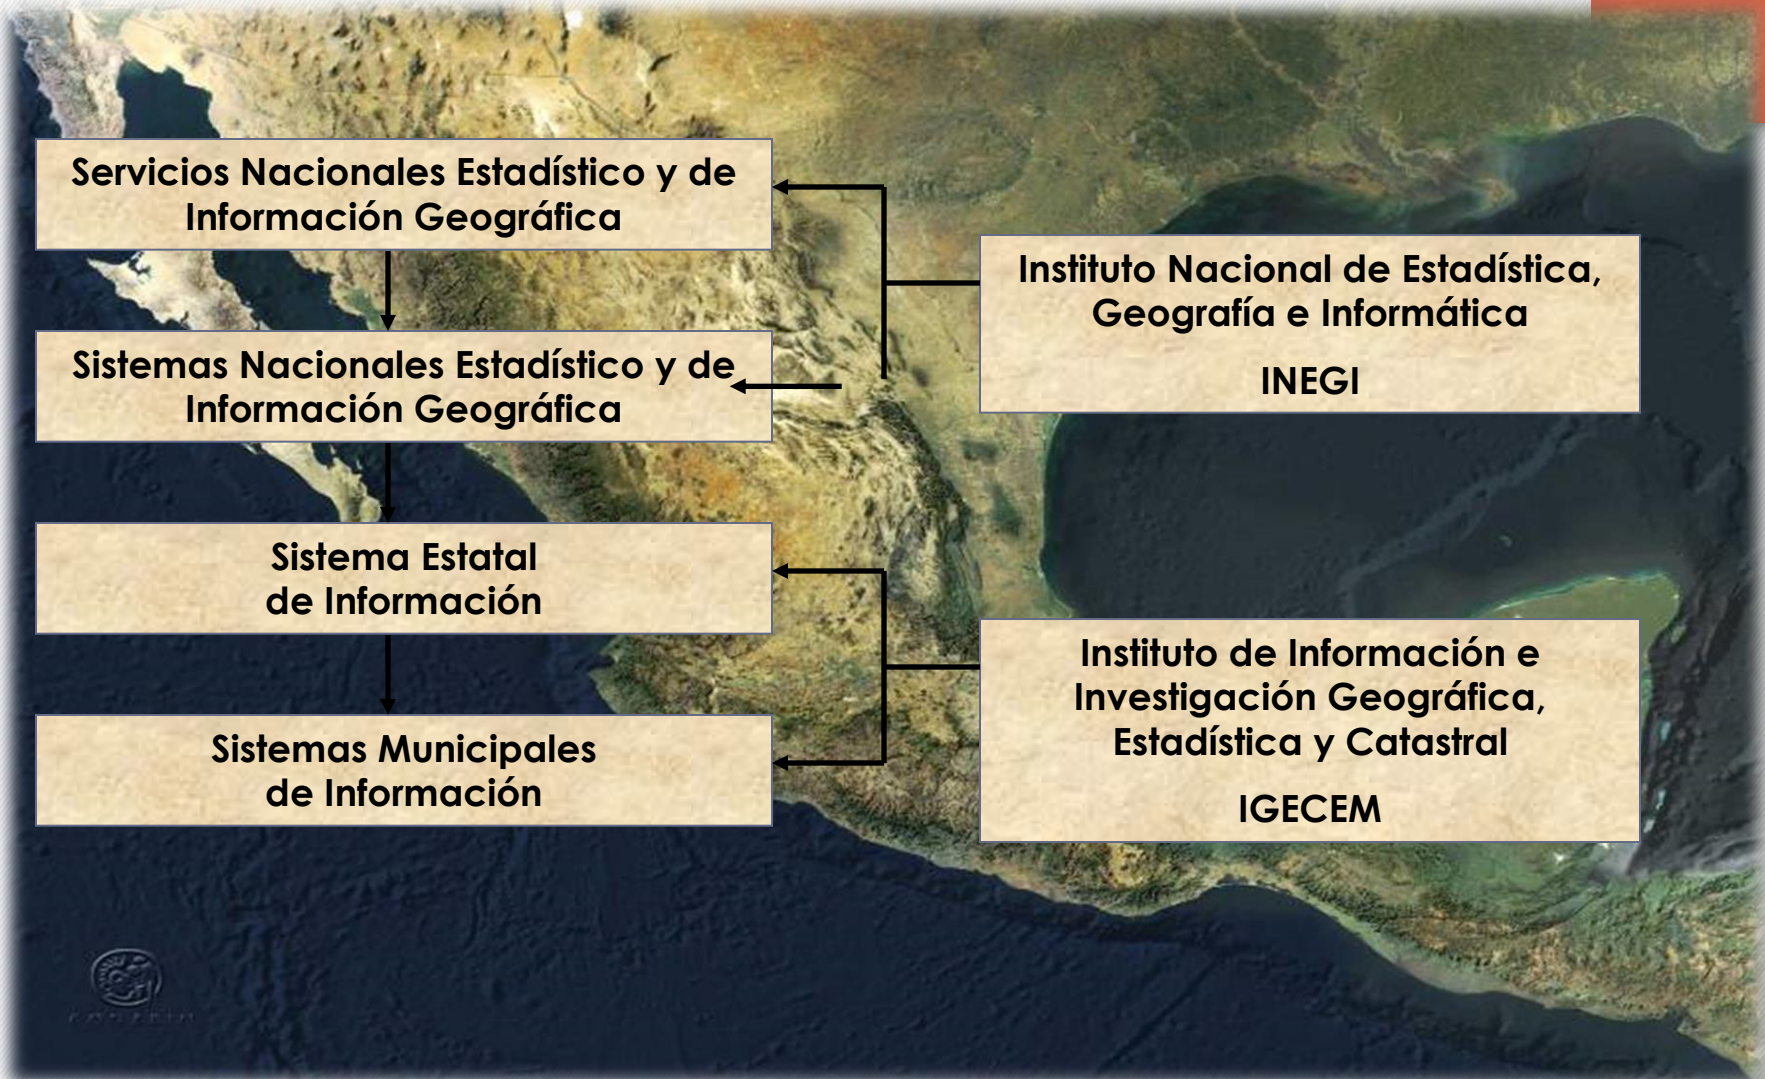 Servicios Nacionales Estadístico y de
Información Geográfica
Sistemas Nacionales Estadístico y de
Información Geográfica
Sistema Estatal
de Información
Sistemas Municipales
de Información
Instituto Nacional de Estadística,
Geografía e Informática
INEGI
Instituto de Información e
Investigación Geográfica,
Estadística y Catastral
IGECEM